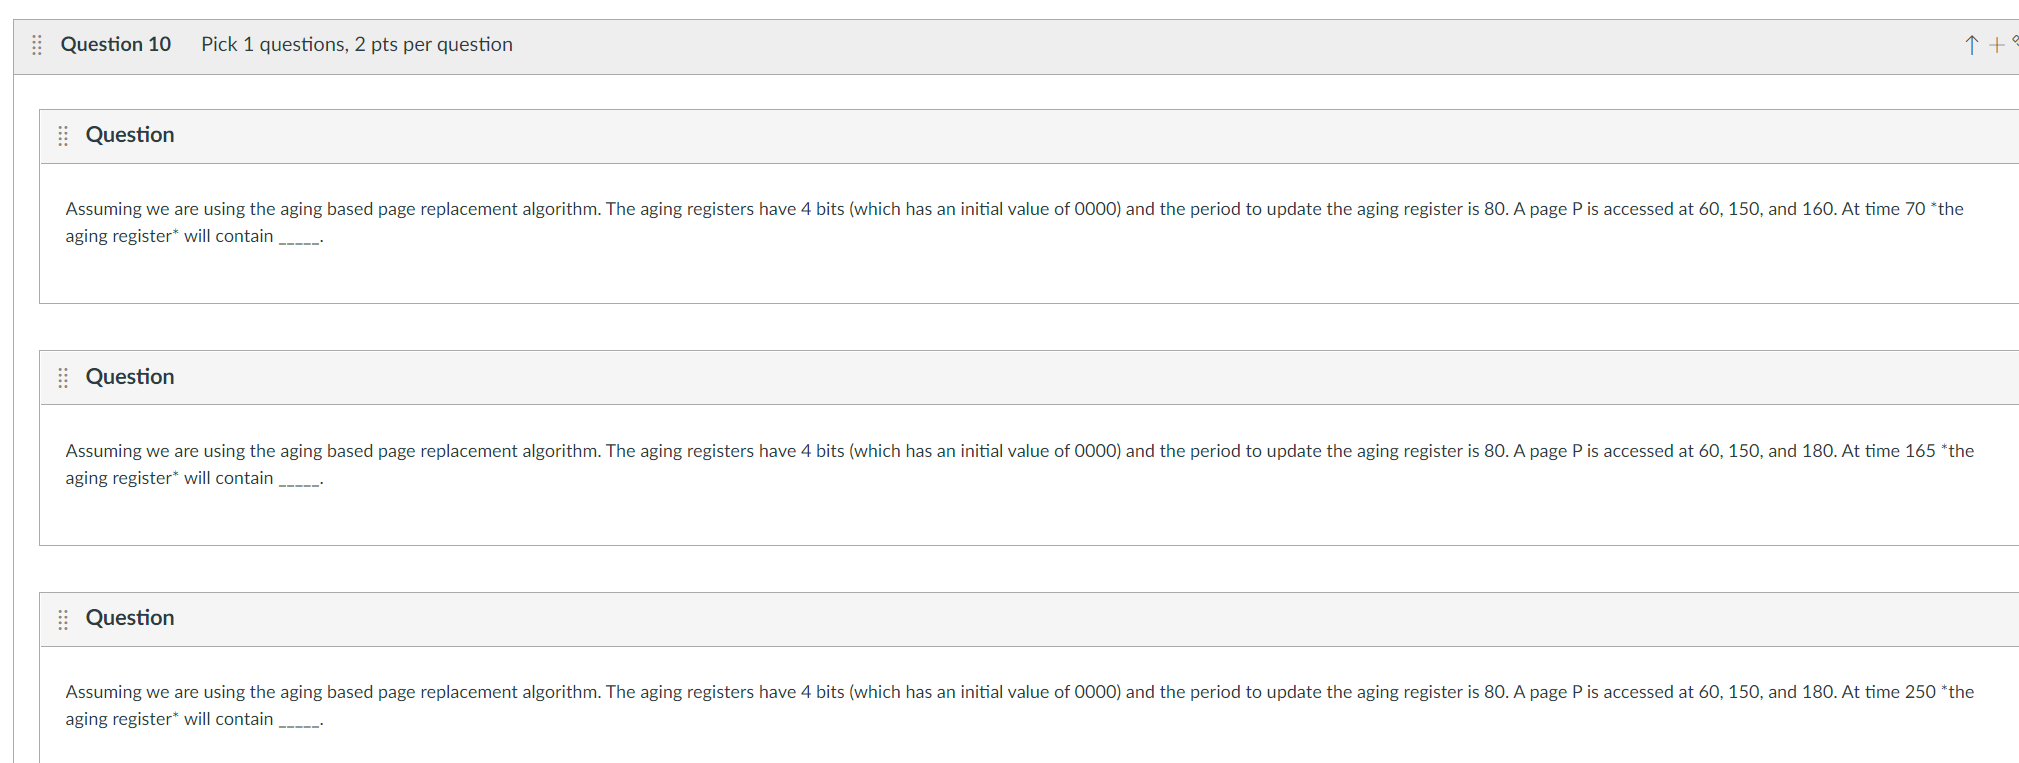 Question 10 Pick 1 questions, 2 pts per question
Question
Assuming we are using the aging based page replacement algorithm. The aging registers have 4 bits (which has an initial value of 0000) and the period to update the aging register is 80. A page P is accessed at 60, 150, and 160. At time 70 *the
aging register* will contain _____.
Question
Assuming we are using the aging based page replacement algorithm. The aging registers have 4 bits (which has an initial value of 0000) and the period to update the aging register is 80. A page P is accessed at 60, 150, and 180. At time 165 *the
aging register* will contain _____.
Question
Assuming we are using the aging based page replacement algorithm. The aging registers have 4 bits (which has an initial value of 0000) and the period to update the aging register is 80. A page P is accessed at 60, 150, and 180. At time 250 *the
aging register* will contain _____.